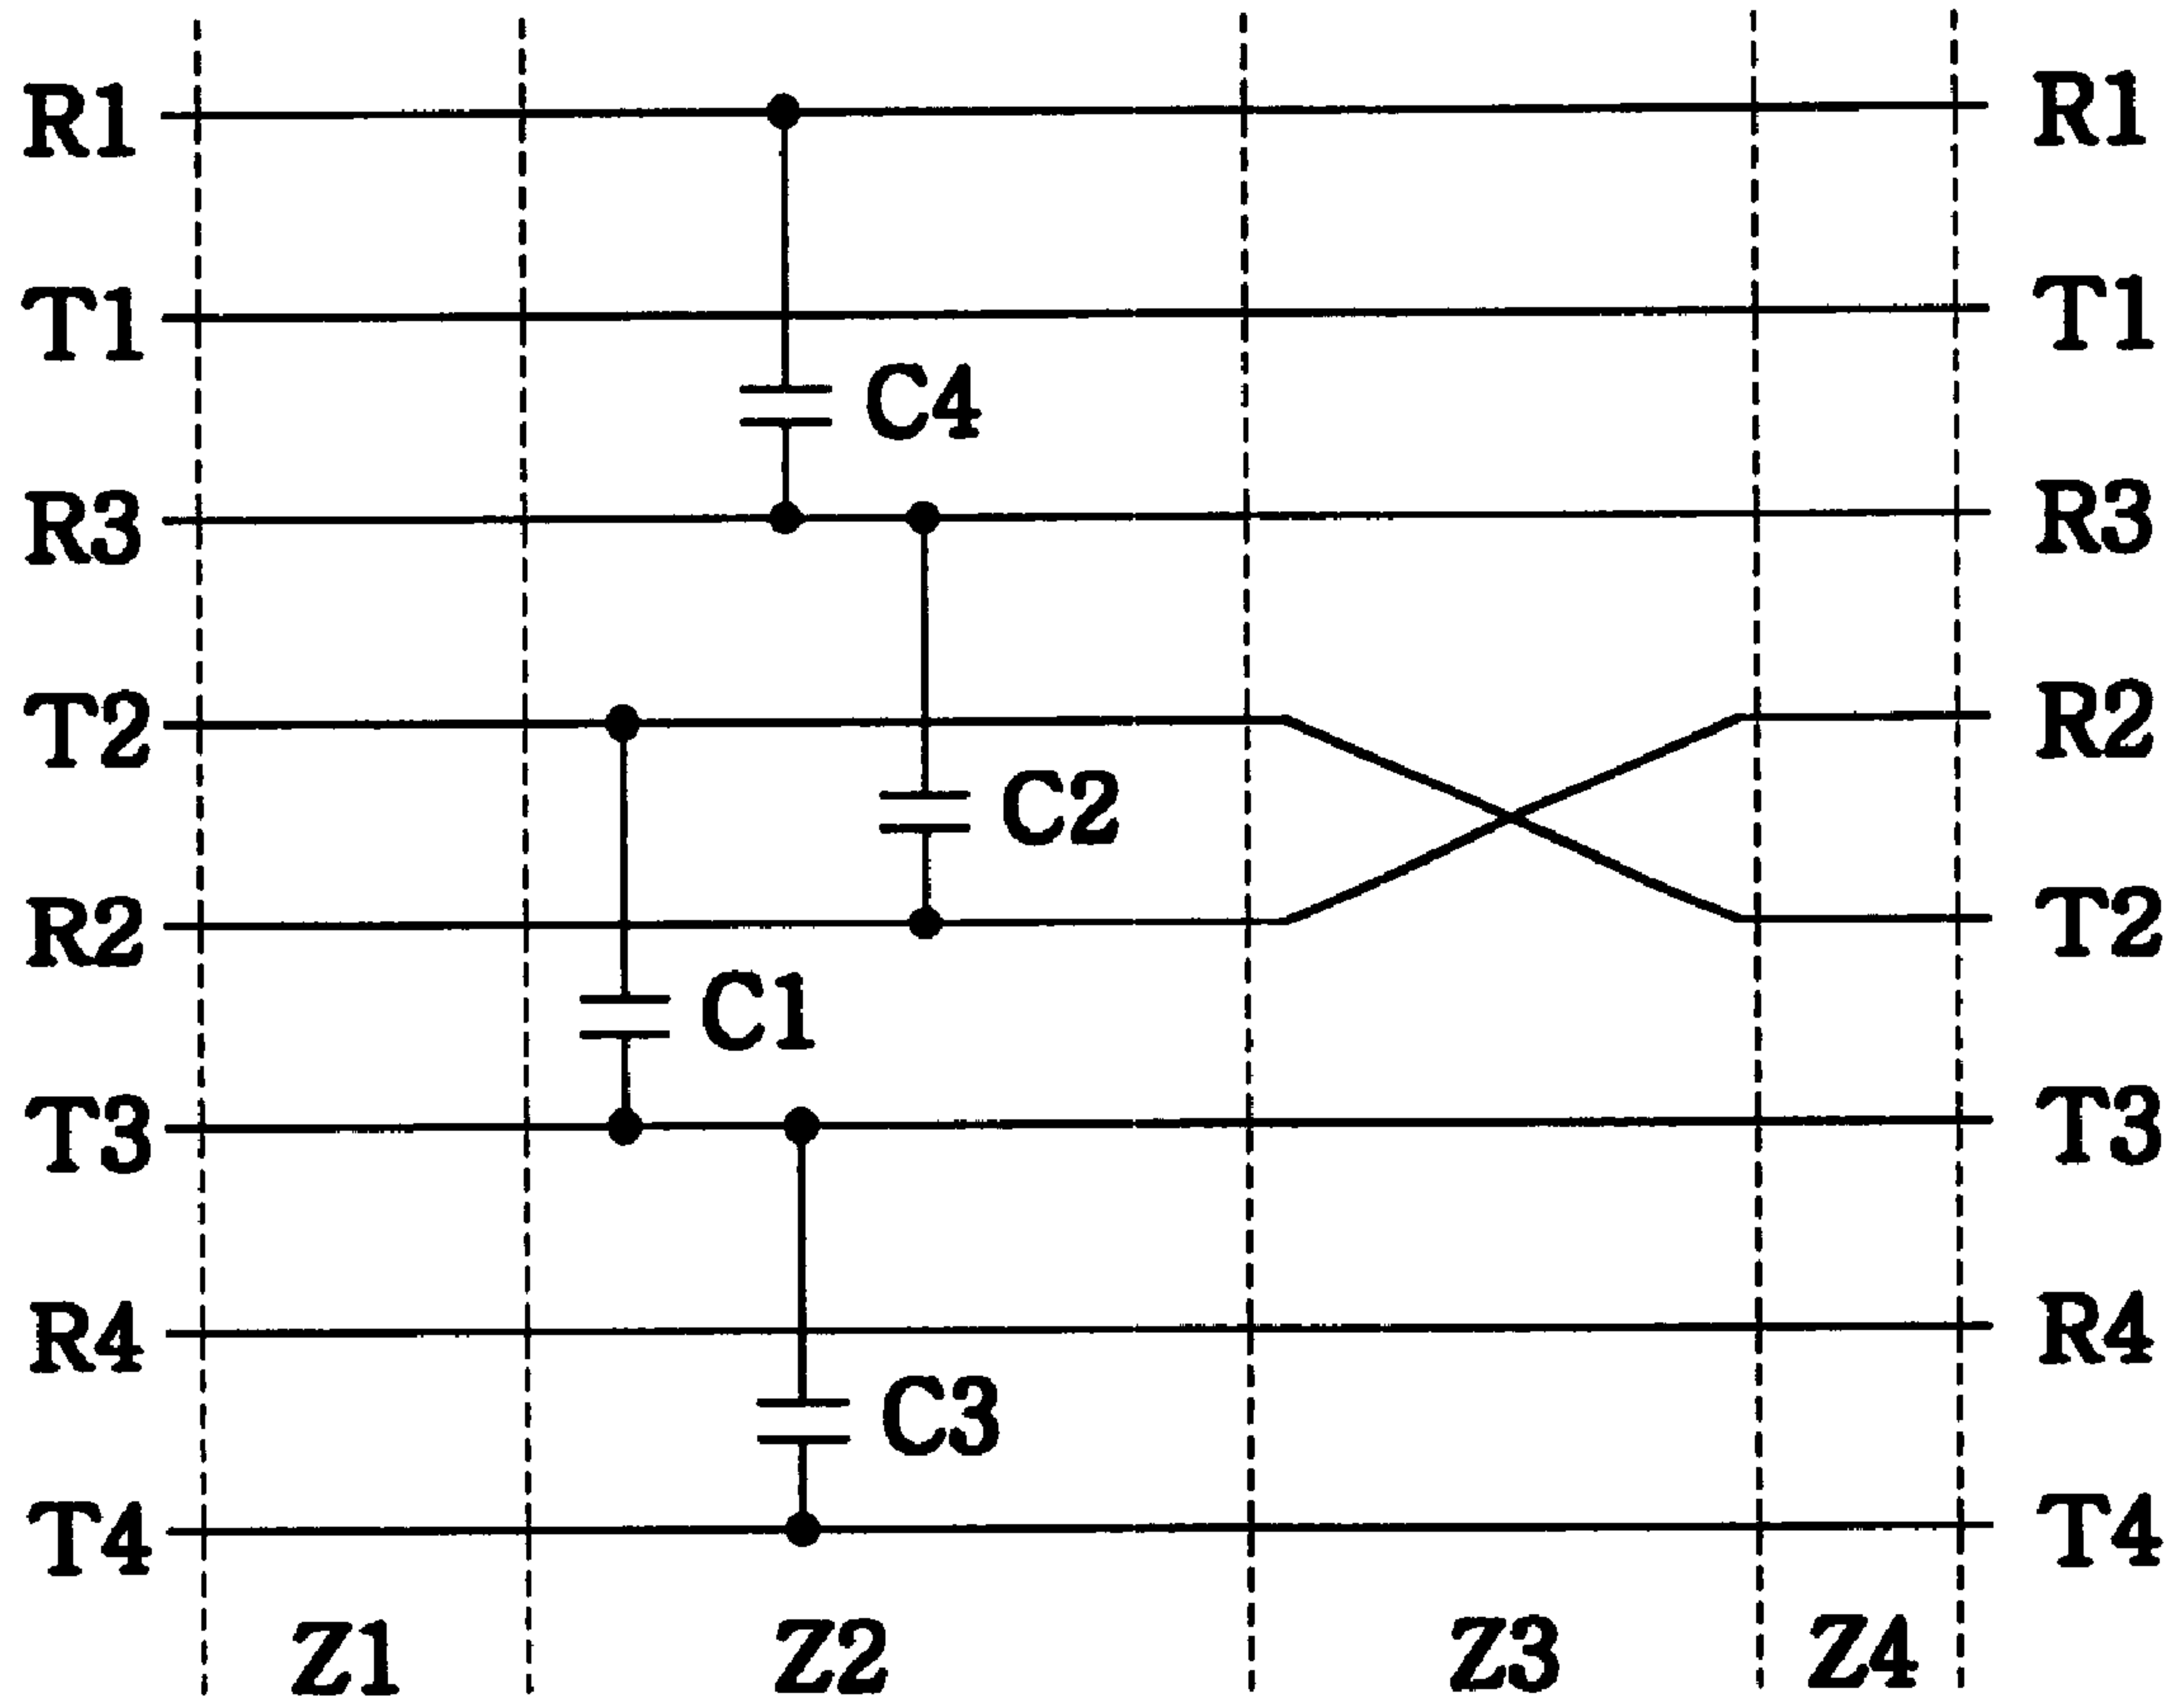 R1 R1
T1 T1
C4
R3 R3
T2 R2
C2
R2 T2
C1
T3 T3
R4 R4
C3
T4 T4
Z1 Z2 Z3 Z4